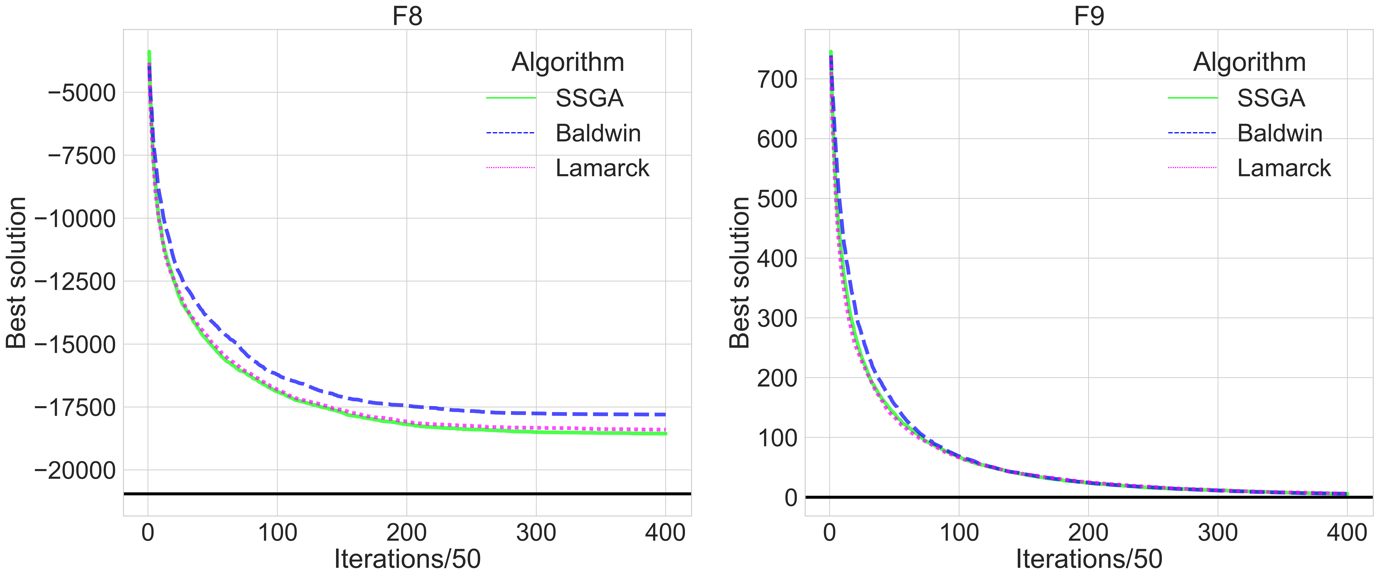 F8
Algorithm
SSGA
Baldwin
Lamarck
Best solution
−5000
−7500
−10000
−12500
−15000
−17500
−20000
0 100 200 300 400
Iterations/50
F9
Algorithm
SSGA
Baldwin
Lamarck
Best solution
700
600
500
400
300
200
100
0
0 100 200 300 400
Iterations/50